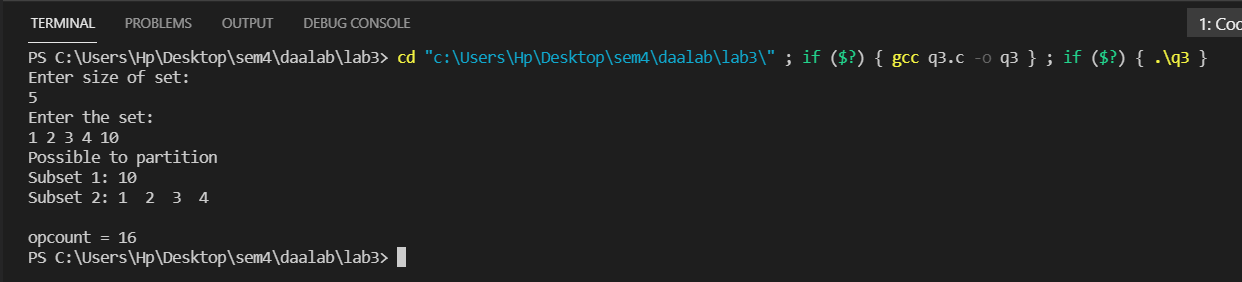 TERMINAL PROBLEMS OUTPUT DEBUG CONSOLE 1: Coc
PS C:\Users\Hp\Desktop\sem4\daalab\lab3> cd "c:\Users\Hp\Desktop\sem4\daalab\lab3\" ; if ($?) { gcc q3.c -o q3 } ; if ($?) { .\q3 }
Enter size of set:
5
Enter the set:
1 2 3 4 10
Possible to partition
Subset 1: 10
Subset 2: 1  2  3  4
opcount = 16
PS C:\Users\Hp\Desktop\sem4\daalab\lab3>